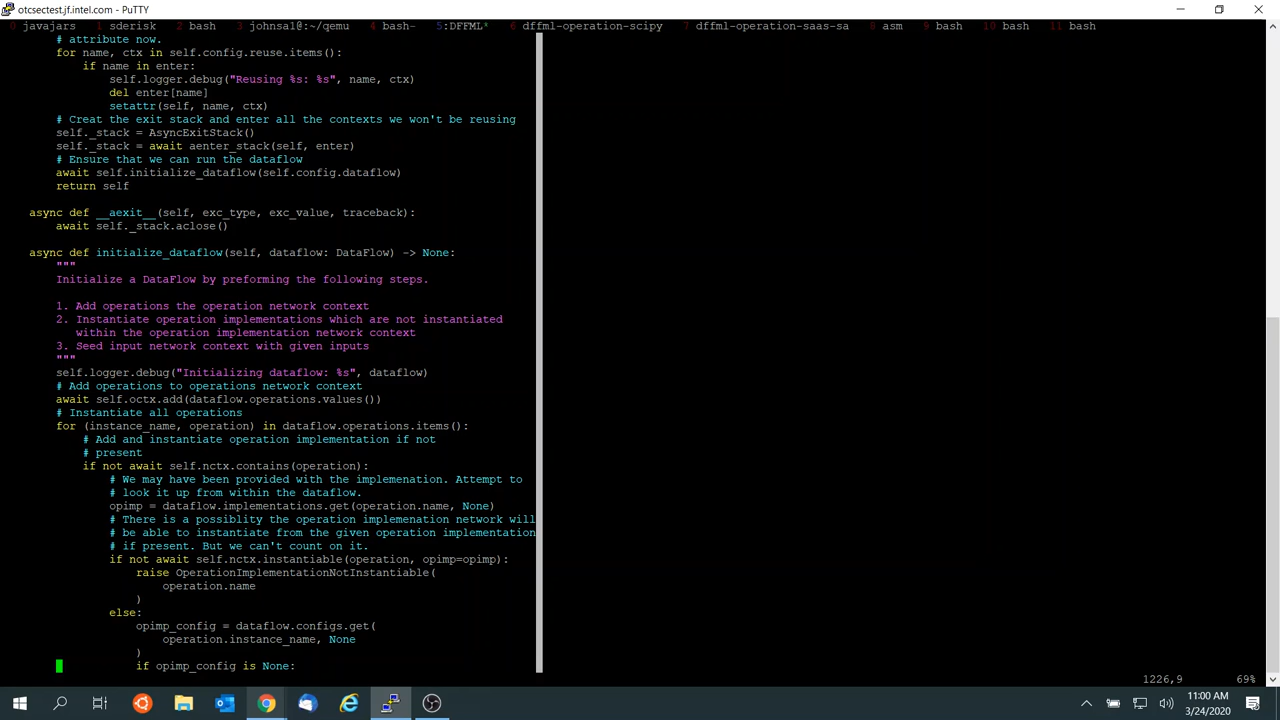 otcsectest.jf.intel.com - PuTTY
0 javajars 1 sderisk 2 bash 3 johnsa1@:~/qemu 4 bash- 5:DFFML* 6 dffml-operation-scipy 7 dffml-operation-saas-sa 8 asm 9 bash 10 bash 11 bash
# attribute now.
for name, ctx in self.config.reuse.items():
if name in enter:
self.logger.debug("Reusing %s: %s", name, ctx)
del enter[name]
setattr(self, name, ctx)
# Creat the exit stack and enter all the contexts we won't be reusing
self._stack = AsyncExitStack()
self._stack = await aenter_stack(self, enter)
# Ensure that we can run the dataflow
await self.initialize_dataflow(self.config.dataflow)
return self
async def __aexit__(self, exc_type, exc_value, traceback):
await self._stack.aclose()
async def initialize_dataflow(self, dataflow: DataFlow) -> None:
"""
Initialize a DataFlow by preforming the following steps.
1. Add operations the operation network context
2. Instantiate operation implementations which are not instantiated
within the operation implementation network context
3. Seed input network context with given inputs
"""
self.logger.debug("Initializing dataflow: %s", dataflow)
# Add operations to operations network context
await self.octx.add(dataflow.operations.values())
# Instantiate all operations
for (instance_name, operation) in dataflow.operations.items():
# Add and instantiate operation implementation if not
# present
if not await self.nctx.contains(operation):
# We may have been provided with the implemenation. Attempt to
# look it up from within the dataflow.
opimp = dataflow.implementations.get(operation.name, None)
# There is a possiblity the operation implemenation network will
# be able to instantiate from the given operation implementation
# if present. But we can't count on it.
if not await self.nctx.instantiable(operation, opimp=opimp):
raise OperationImplementationNotInstantiable(
operation.name
)
else:
opimp_config = dataflow.configs.get(
operation.instance_name, None
)
if opimp_config is None:
1226,9 69%
11:00 AM
3/24/2020